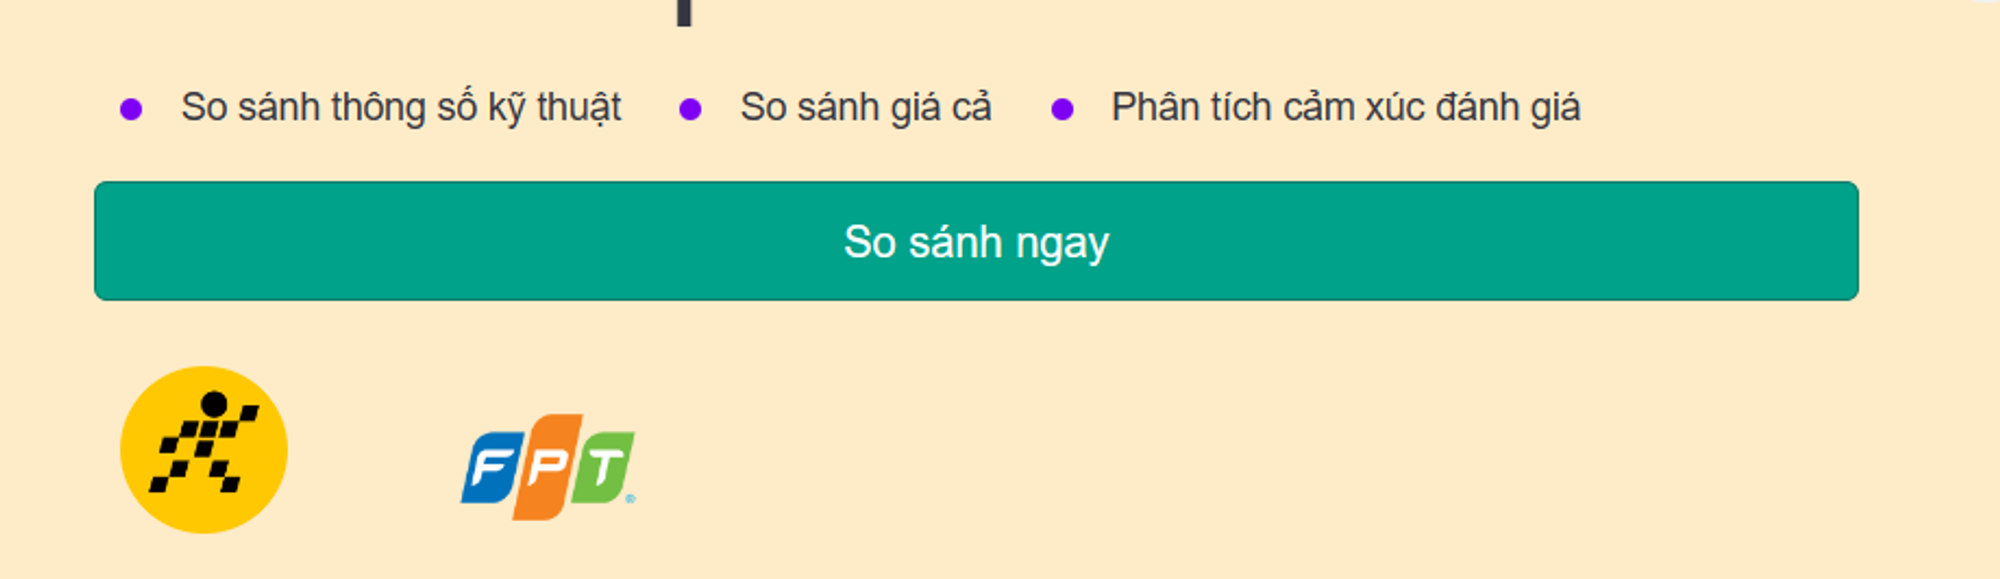 So sánh thông số kỹ thuật So sánh giá cả Phân tích cảm xúc đánh giá
So sánh ngay
FPT®